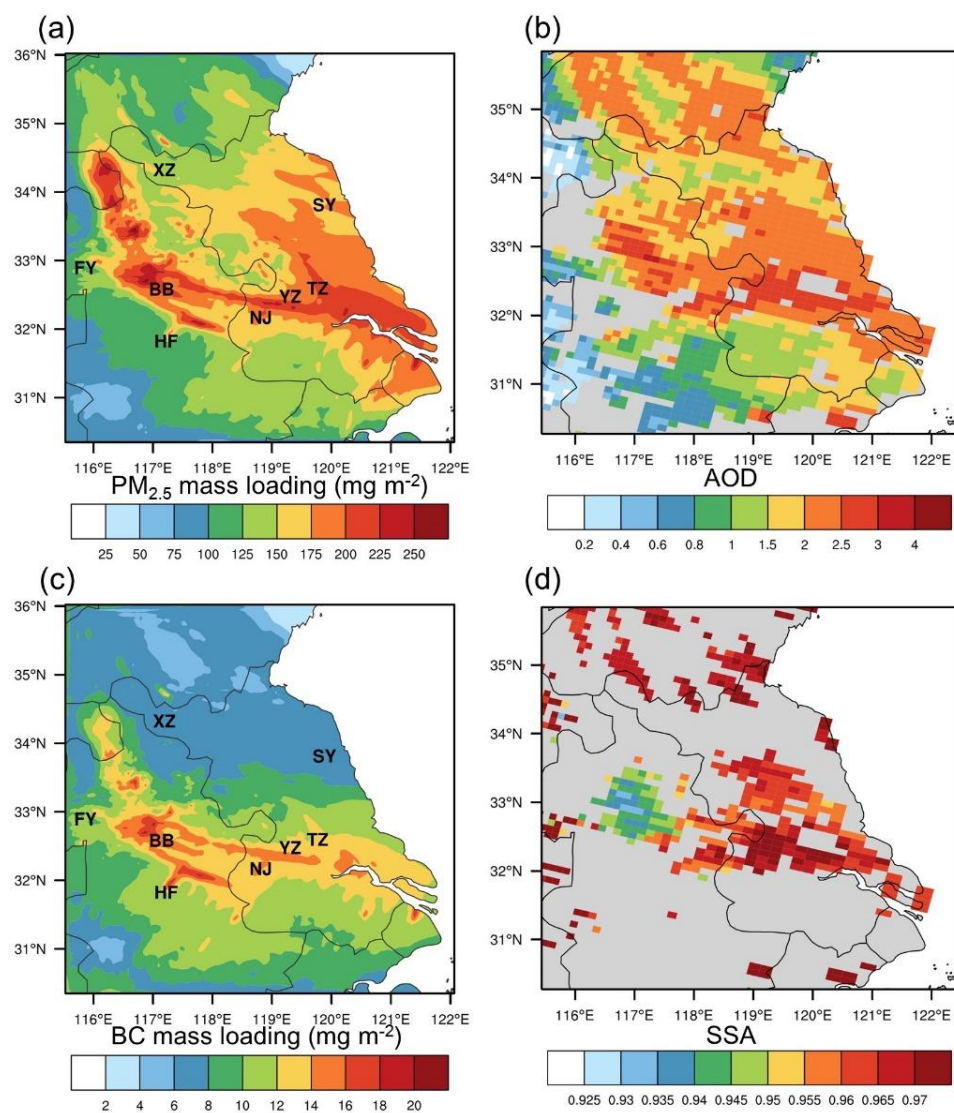 (a)
(b)
36°N
35°N
34°N
33°N
32°N
31°N
XZ
SY
FY
BB
YZ
TZ
NJ
HF
116°E 117°E 118°E 119°E 120°E 121°E 122°E
PM2.5 mass loading (mg m-2)
25 50 75 100 125 150 175 200 225 250
35°N
34°N
33°N
32°N
31°N
116°E 117°E 118°E 119°E 120°E 121°E 122°E
AOD
0.2 0.4 0.6 0.8 1 1.5 2 2.5 3 4
(c)
(d)
36°N
35°N
34°N
33°N
32°N
31°N
XZ
SY
FY
BB
YZ
TZ
NJ
HF
116°E 117°E 118°E 119°E 120°E 121°E 122°E
BC mass loading (mg m-2)
2 4 6 8 10 12 14 16 18 20
35°N
34°N
33°N
32°N
31°N
116°E 117°E 118°E 119°E 120°E 121°E 122°E
SSA
0.925 0.93 0.935 0.94 0.945 0.95 0.955 0.96 0.965 0.97